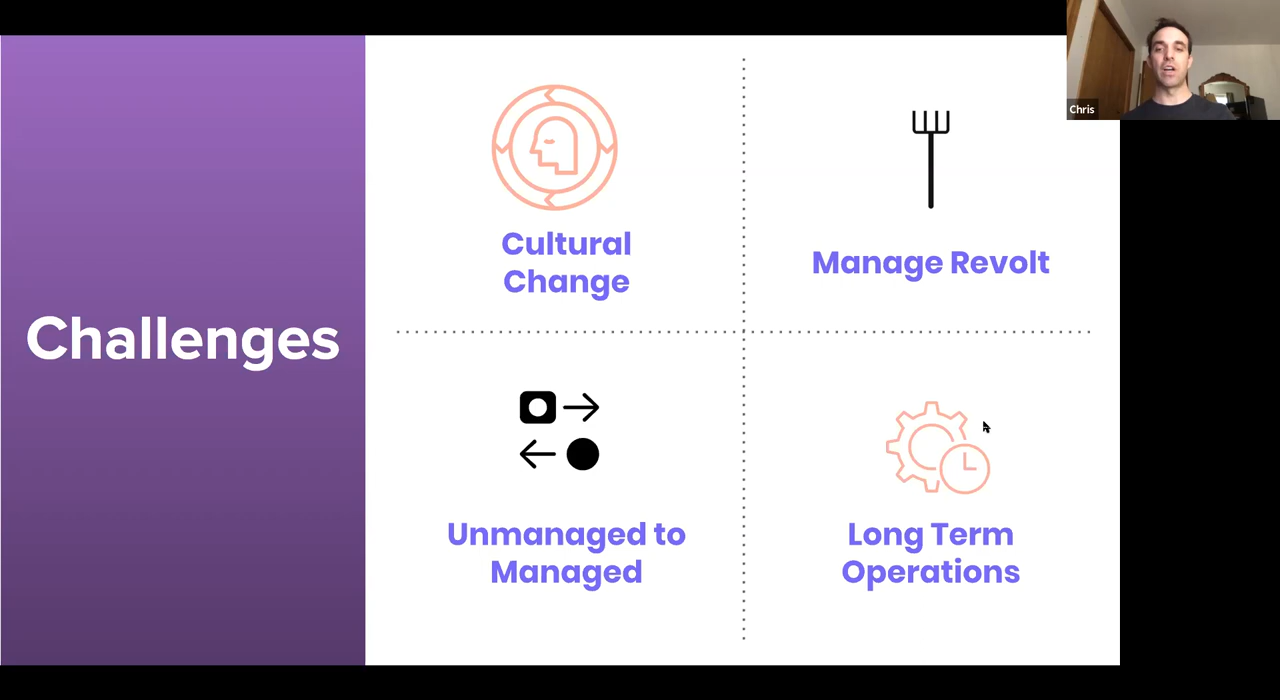 Chris
Challenges
Cultural
Change
Manage Revolt
Unmanaged to
Managed
Long Term
Operations